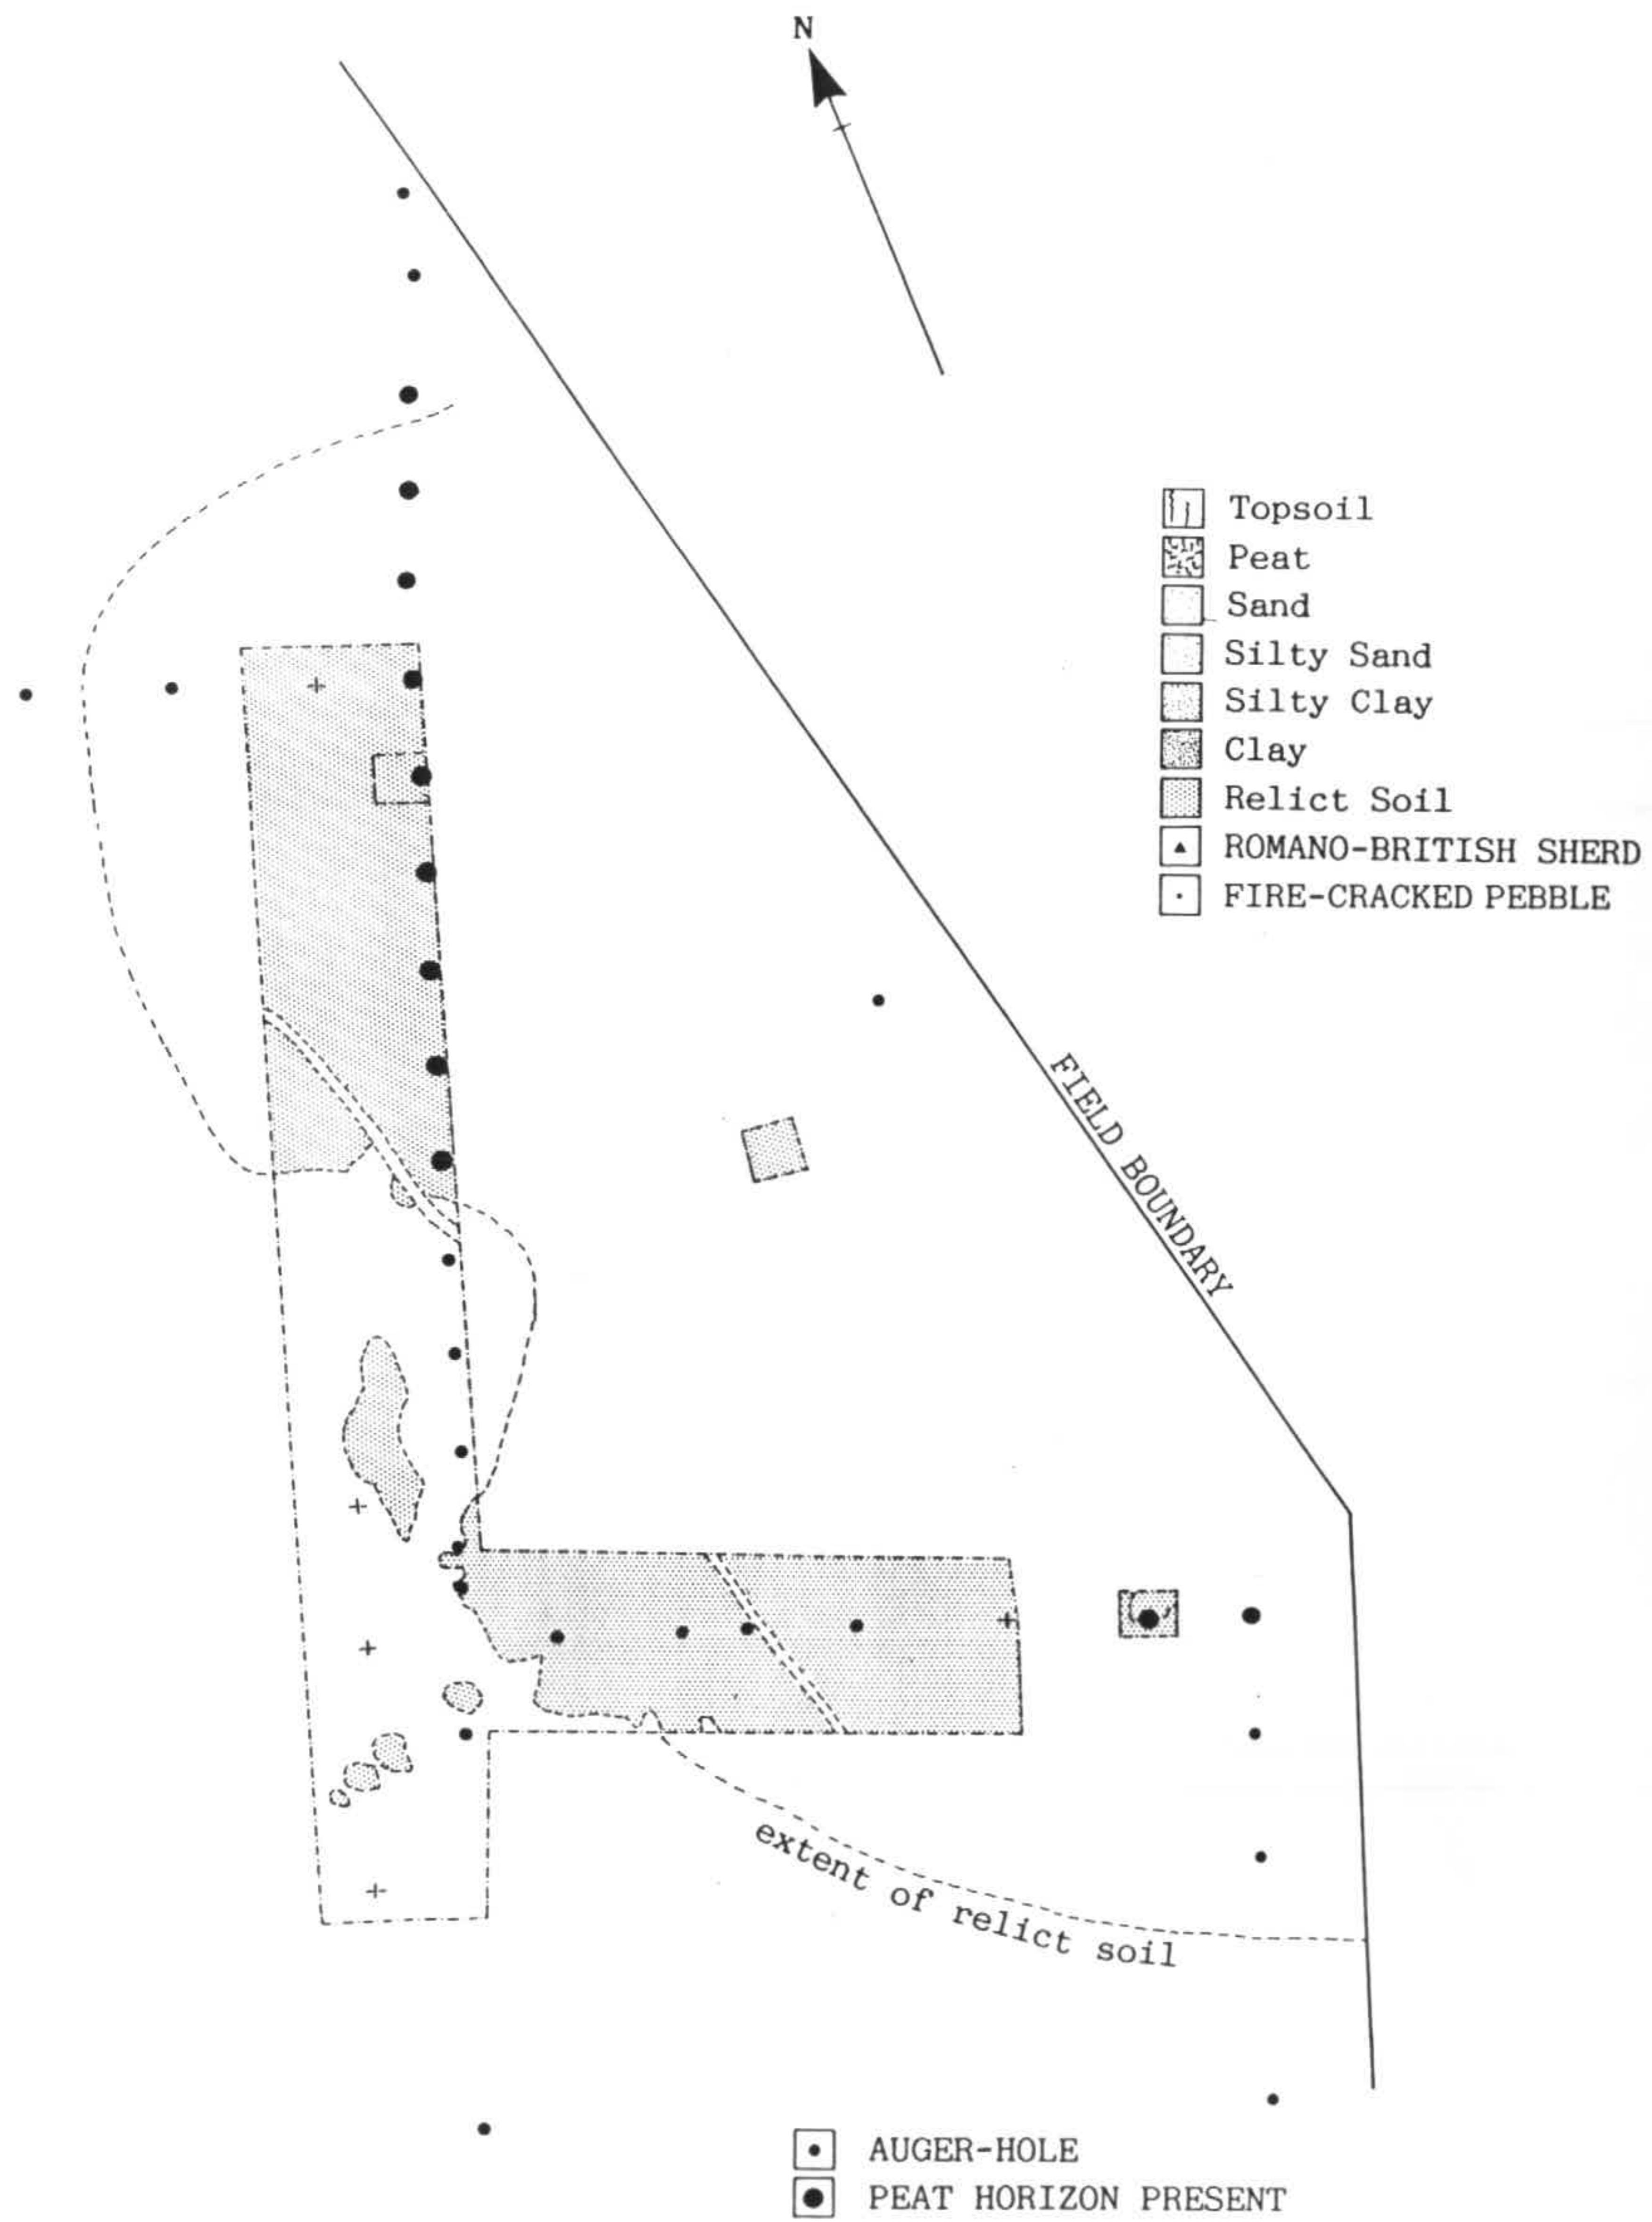 N
Topsoil
Peat
Sand
Silty Sand
Silty Clay
Clay
Relict Soil
ROMANO-BRITISH SHERD
FIRE-CRACKED PEBBLE
FIELD BOUNDARY
extent of relict soil
AUGER-HOLE
PEAT HORIZON PRESENT